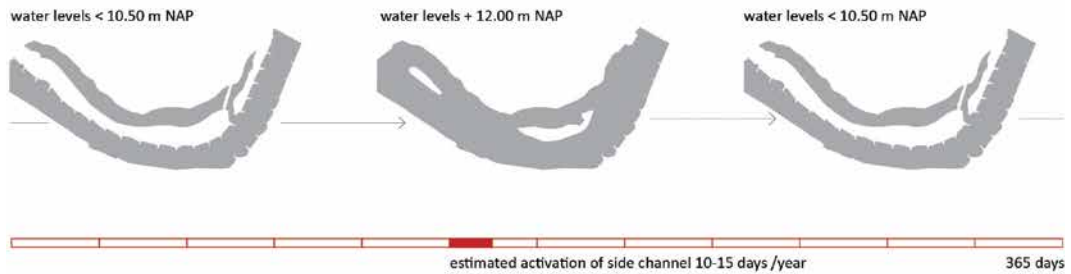 water levels < 10.50 m NAP
water levels + 12.00 m NAP
water levels < 10.50 m NAP
estimated activation of side channel 10-15 days /year
365 days